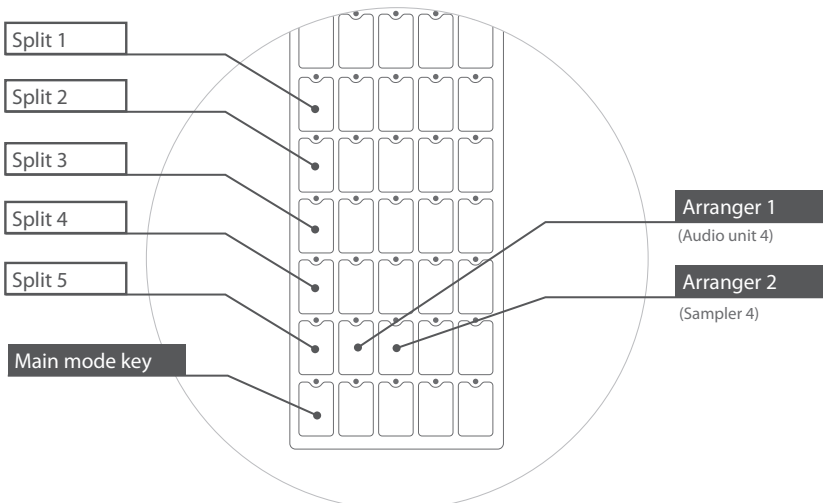 Split 1
Split 2
Split 3
Split 4
Split 5
Main mode key
Arranger 1
(Audio unit 4)
Arranger 2
(Sampler 4)